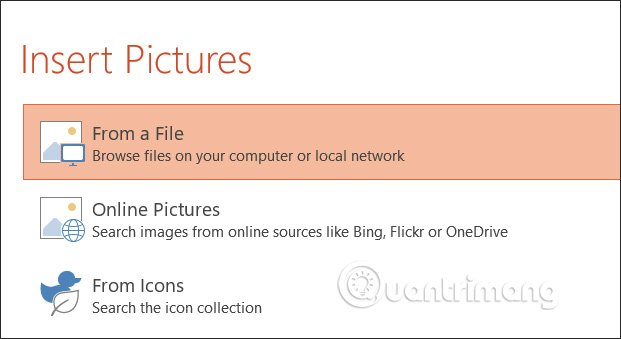 Insert Pictures
From a File
Browse files on your computer or local network
Online Pictures
Search images from online sources like Bing, Flickr or OneDrive
From Icons
Search the icon collection
Quantrimang